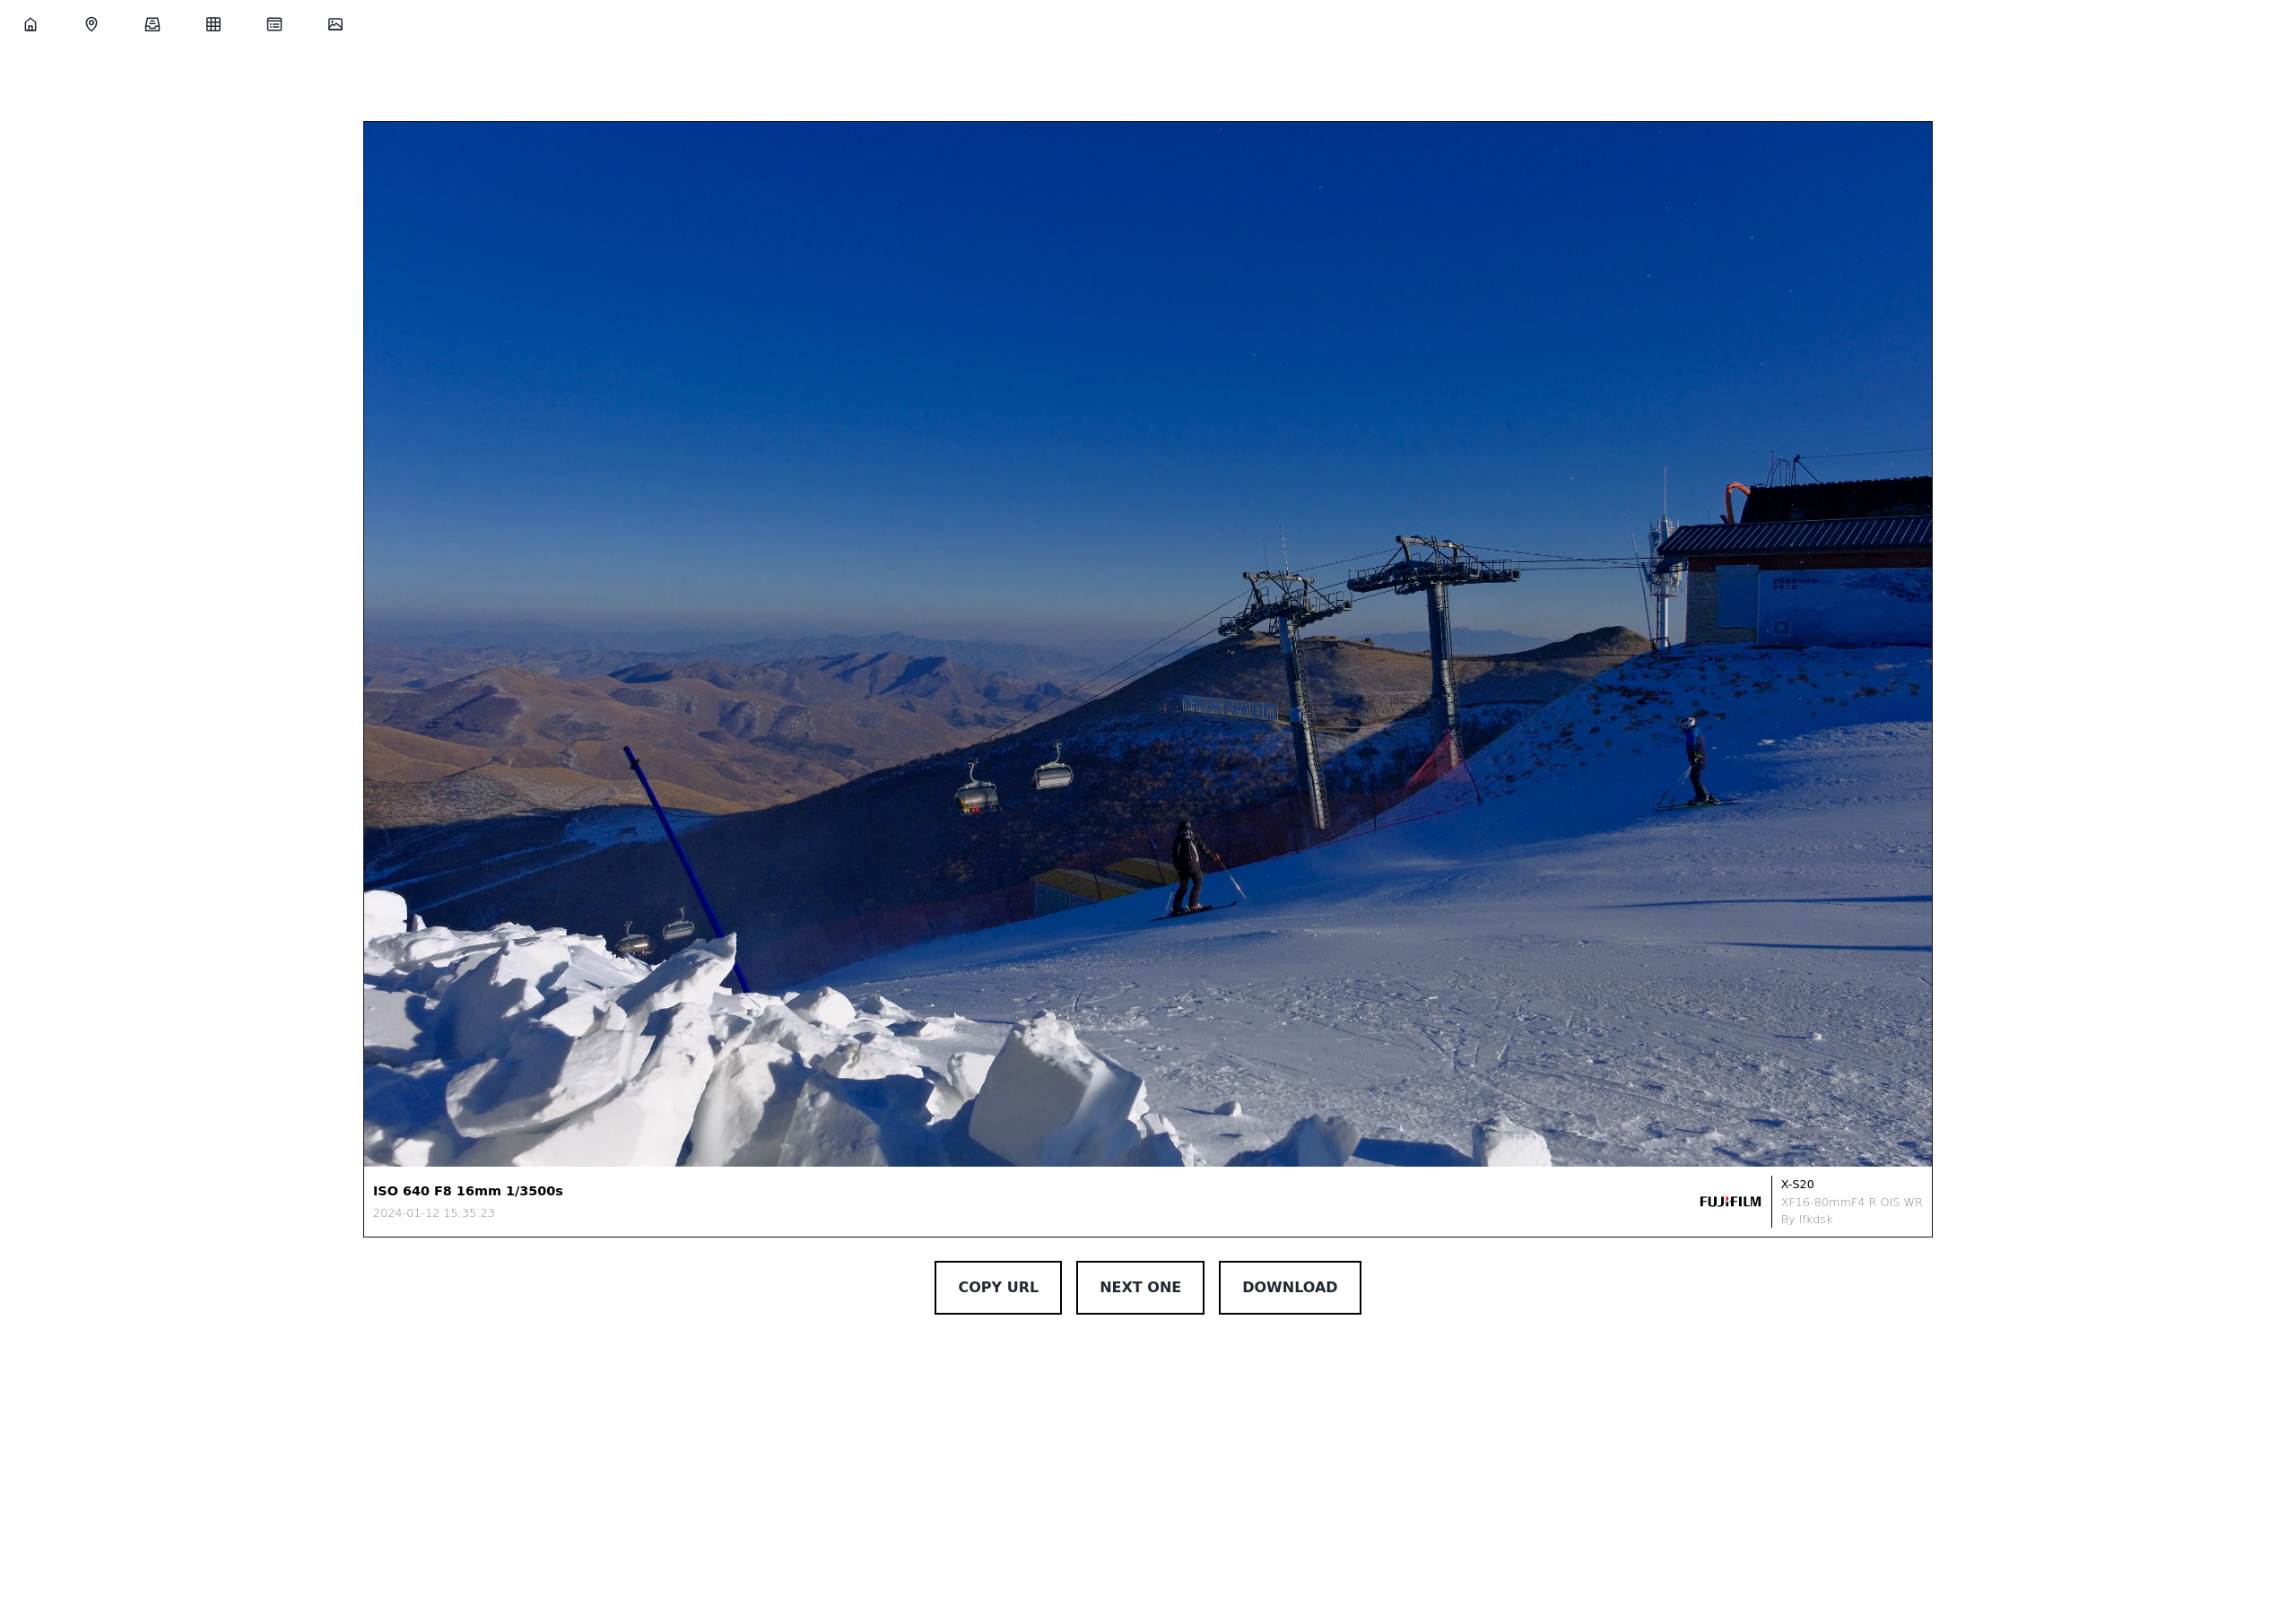 ISO 640 F8 16mm 1/3500s
2024-01-12 15:35:23
FUJIFILM
X-S20
XF16-80mmF4 R OIS WR
By lfkdsk
COPY URL
NEXT ONE
DOWNLOAD